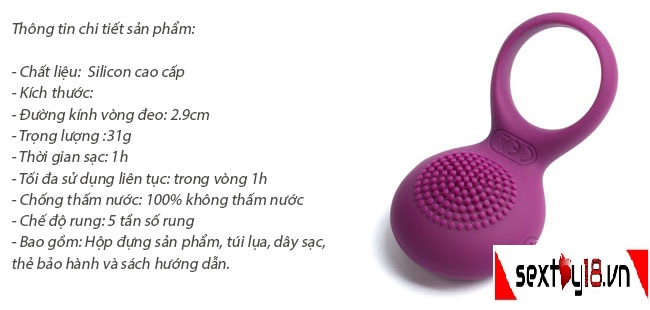 Thông tin chi tiết sản phẩm:
- Chất liệu: Silicon cao cấp
- Kích thước:
- Đường kính vòng đeo: 2.9cm
- Trọng lượng :31g
- Thời gian sạc: 1h
- Tối đa sử dụng liên tục: trong vòng 1h
- Chống thấm nước: 100% không thấm nước
- Chế độ rung: 5 tần số rung
- Bao gồm: Hộp đựng sản phẩm, túi lụa, dây sạc,
thẻ bảo hành và sách hướng dẫn.
sextoy18.vn